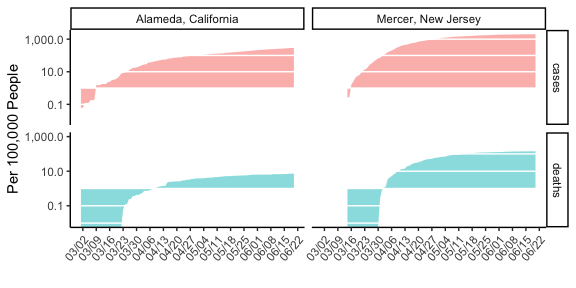 Alameda, California
Mercer, New Jersey
Per 100,000 People
1,000.0
10.0
0.1
cases
1,000.0
10.0
0.1
deaths
03/02 03/09 03/16 03/23 03/30 04/06 04/13 04/20 04/27 05/04 05/11 05/18 05/25 06/01 06/08 06/15 06/22
03/02 03/09 03/16 03/23 03/30 04/06 04/13 04/20 04/27 05/04 05/11 05/18 05/25 06/01 06/08 06/15 06/22